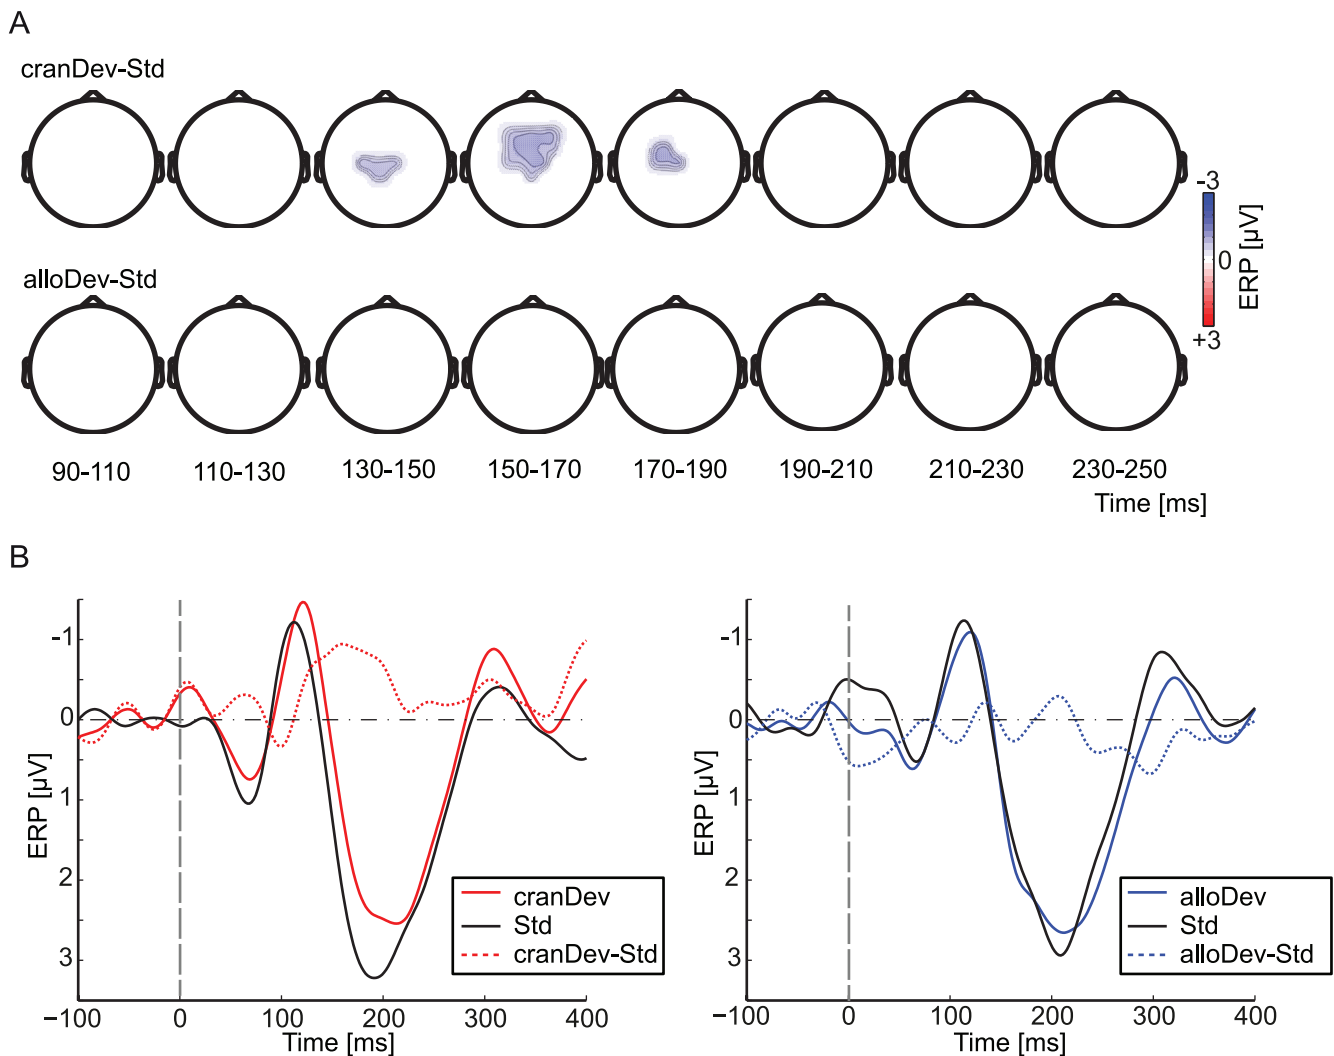 A
cranDev-Std
-3
0
+3
ERP [µV]
alloDev-Std
90-110 110-130 130-150 150-170 170-190 190-210 210-230 230-250
Time [ms]
B
-1
0
1
2
3
ERP [µV]
cranDev
Std
cranDev-Std
−100 0 100 200 300 400
Time [ms]
-1
0
1
2
3
ERP [µV]
alloDev
Std
alloDev-Std
−100 0 100 200 300 400
Time [ms]